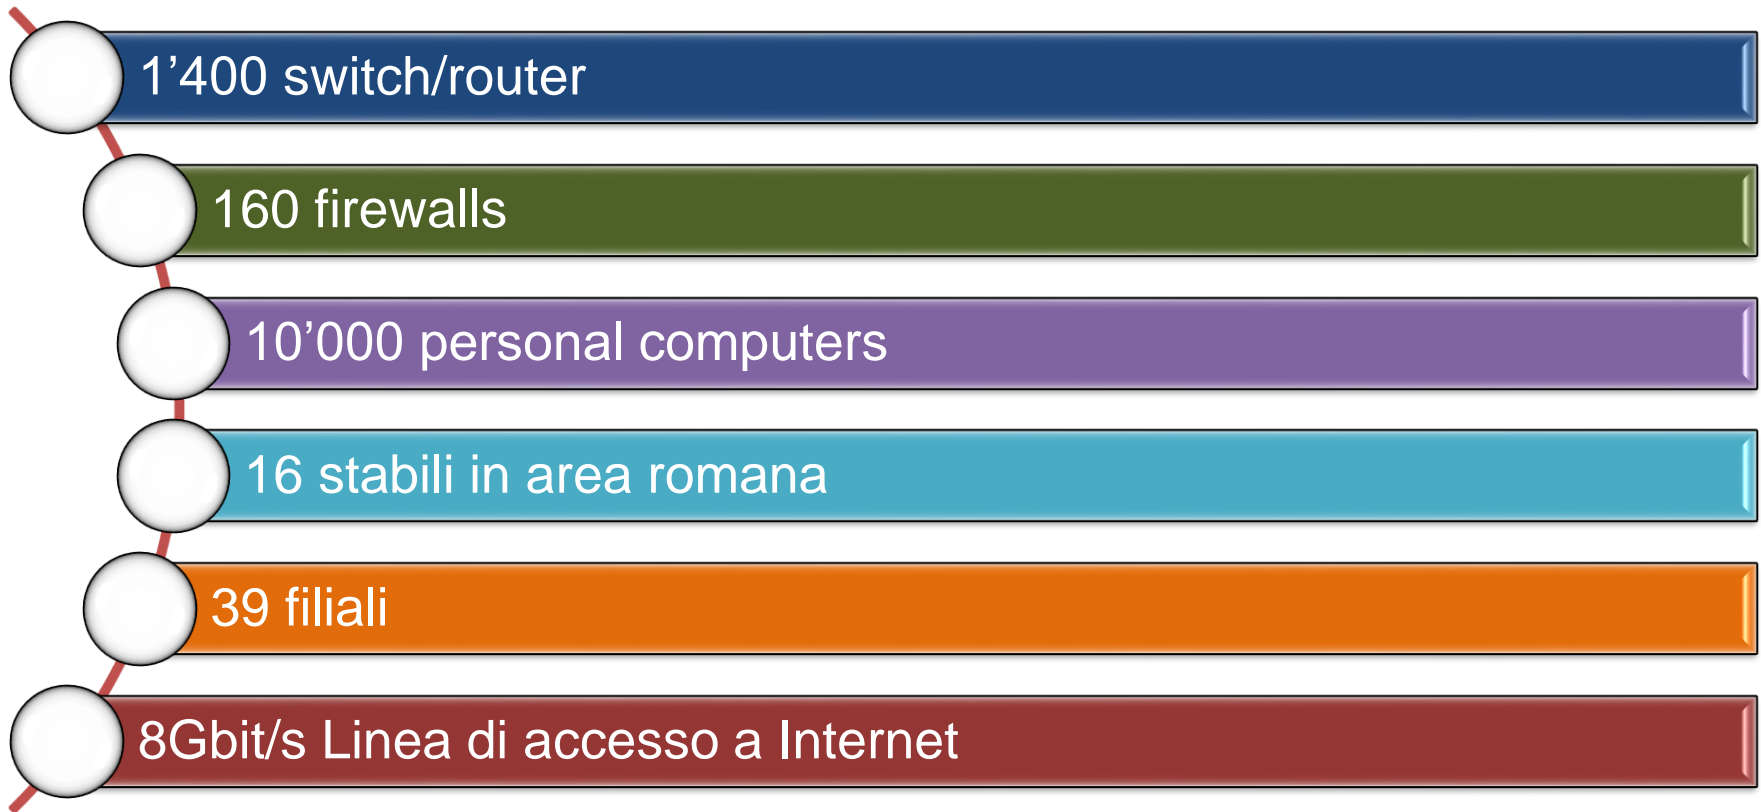 1’400 switch/router
160 firewalls
10’000 personal computers
16 stabili in area romana
39 filiali
8Gbit/s Linea di accesso a Internet